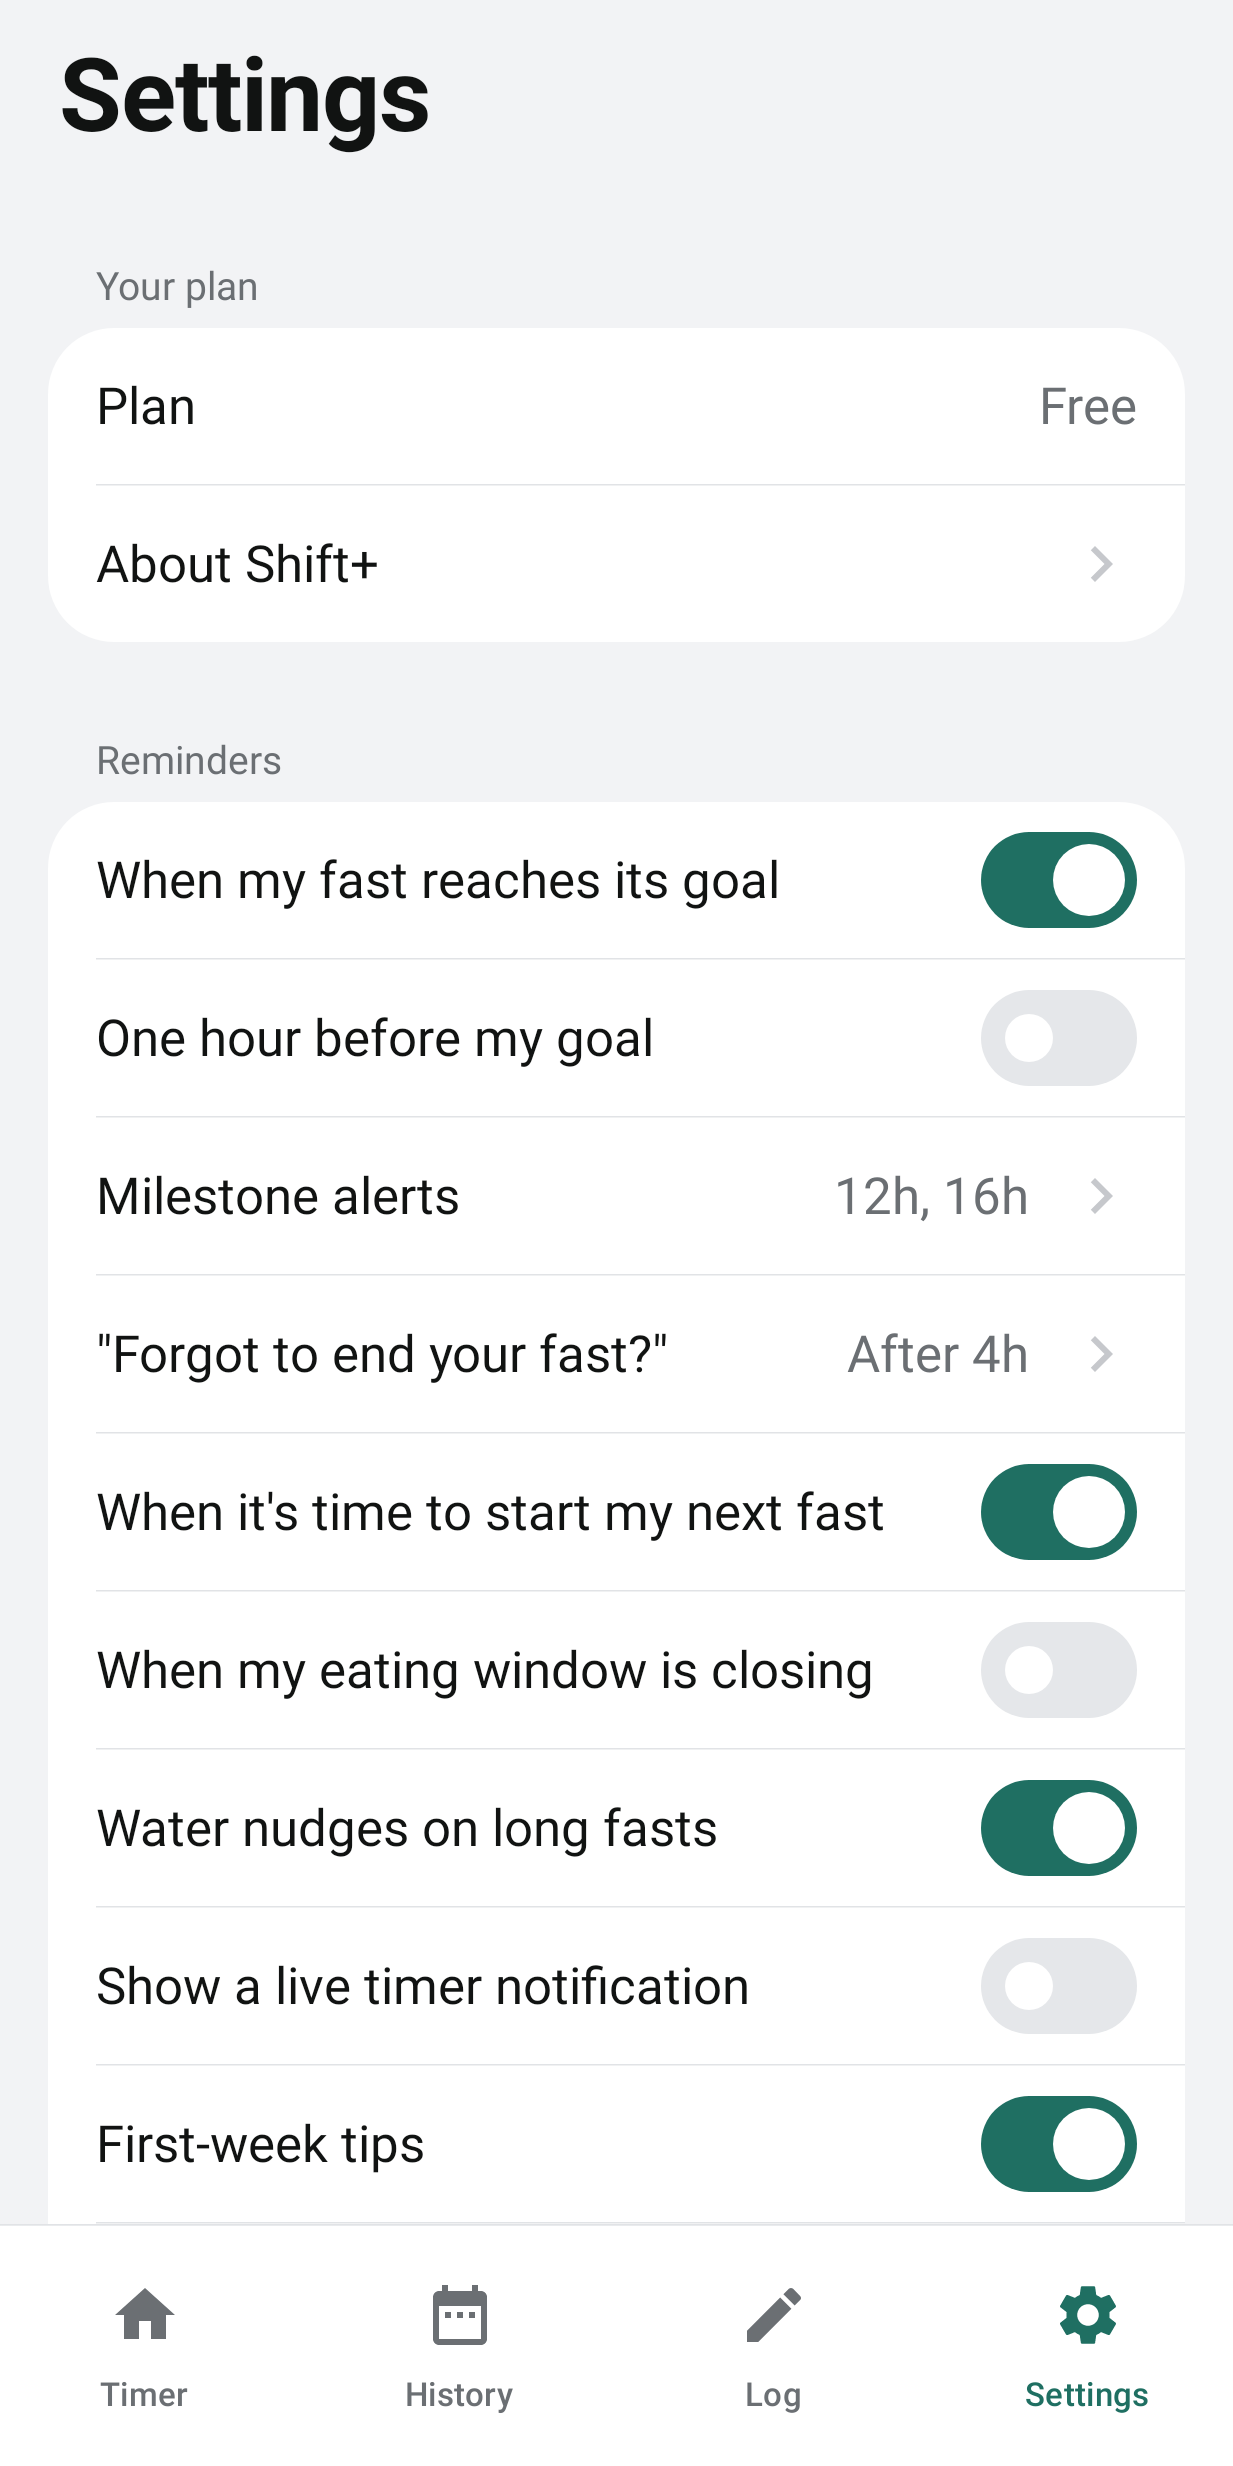 Settings
Your plan
Plan Free
About Shift+
Reminders
When my fast reaches its goal
One hour before my goal
Milestone alerts 12h, 16h
"Forgot to end your fast?" After 4h
When it's time to start my next fast
When my eating window is closing
Water nudges on long fasts
Show a live timer notification
First-week tips
Timer History Log Settings